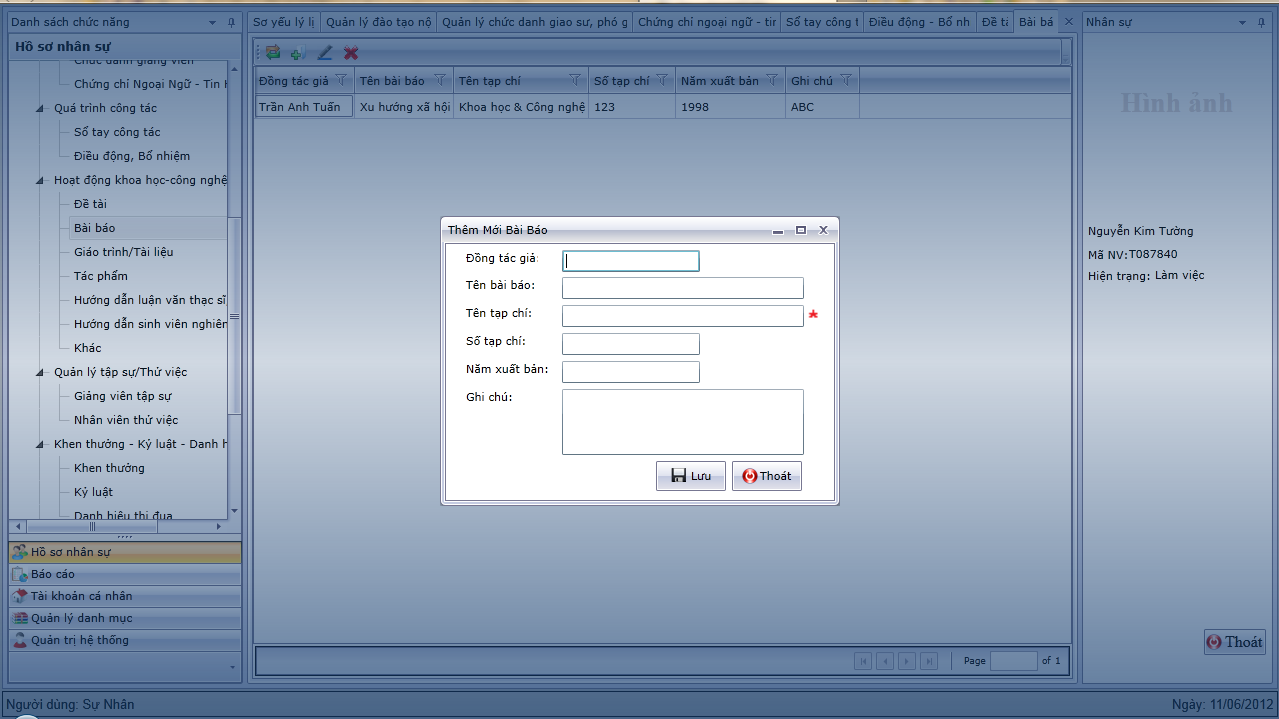 Danh sách chức năng
Hồ sơ nhân sự
Chức danh giảng viên
Chứng chỉ Ngoại Ngữ - Tin H
Quá trình công tác
Sổ tay công tác
Điều động, Bổ nhiệm
Hoạt động khoa học-công nghệ
Đề tài
Bài báo
Giáo trình/Tài liệu
Tác phẩm
Hướng dẫn luận văn thạc sĩ,
Hướng dẫn sinh viên nghiên
Khác
Quản lý tập sự/Thử việc
Giảng viên tập sự
Nhân viên thử việc
Khen thưởng - Kỷ luật - Danh h
Khen thưởng
Kỷ luật
Danh hiệu thi đua
Hồ sơ nhân sự
Báo cáo
Tài khoản cá nhân
Quản lý danh mục
Quản trị hệ thống
Sơ yếu lý lị Quản lý đào tạo nộ Quản lý chức danh giao sư, phó g Chứng chỉ ngoại ngữ - tin Sổ tay công t Điều động - Bổ nh Đề tà Bài bá
Đồng tác giả Tên bài báo Tên tạp chí Số tạp chí Năm xuất bản Ghi chú
Trần Anh Tuấn Xu hướng xã hội Khoa học & Công nghệ 123 1998 ABC
Thêm Mới Bài Báo
Đồng tác giả:
Tên bài báo:
Tên tạp chí: *
Số tạp chí:
Năm xuất bản:
Ghi chú:
Lưu Thoát
Page of 1
Nhân sự
Hình ảnh
Nguyễn Kim Tường
Mã NV:T087840
Hiện trạng: Làm việc
Thoát
Người dùng: Sự Nhân
Ngày: 11/06/2012